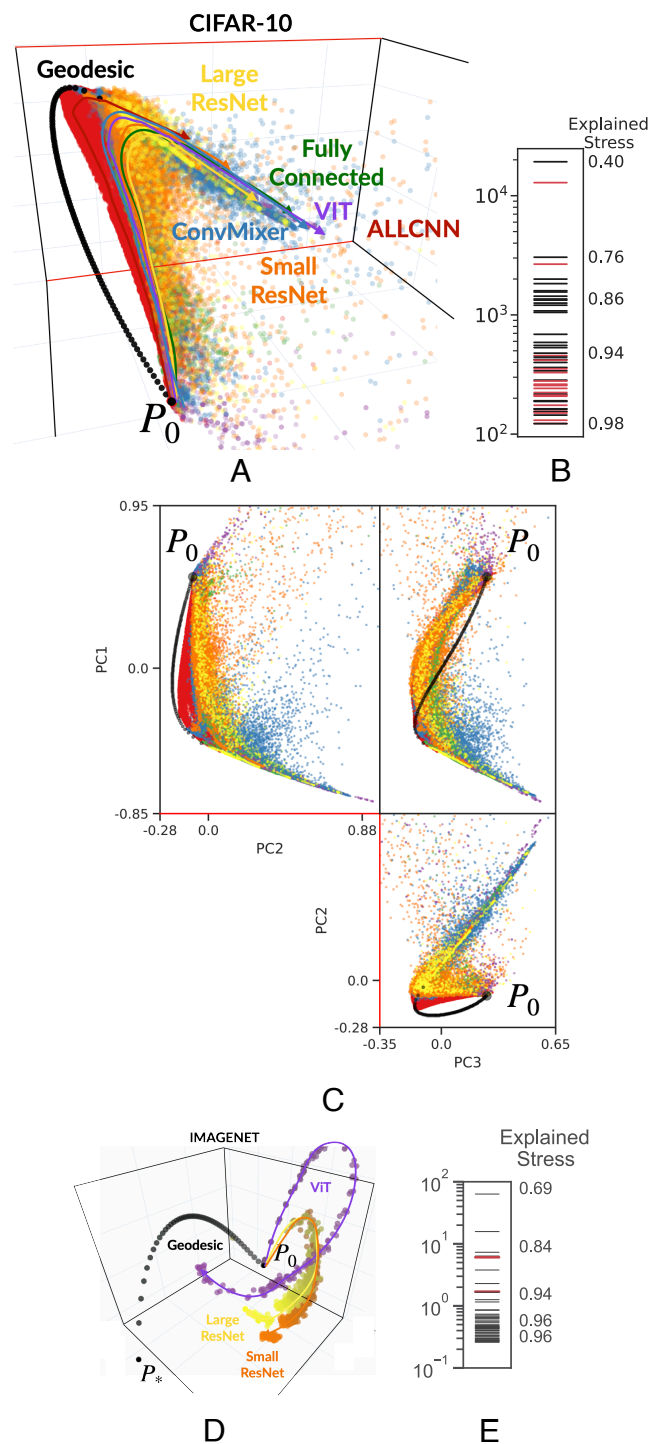 CIFAR-10
Geodesic
Large
ResNet
Fully
Connected
VIT
ConvMixer
ALLCNN
Small
ResNet
P0
A
Explained
Stress
10^4
10^3
10^2
0.40
0.76
0.86
0.94
0.98
B
0.95
0.0
-0.85
PC1
P0
P0
-0.28
0.0
0.88
PC2
PC2
0.0
-0.28
P0
-0.35
0.0
0.65
PC3
C
IMAGENET
ViT
Geodesic
P0
Large
ResNet
Small
ResNet
P*
D
Explained
Stress
10^2
10^1
10^0
10^-1
0.69
0.84
0.94
0.96
0.96
E